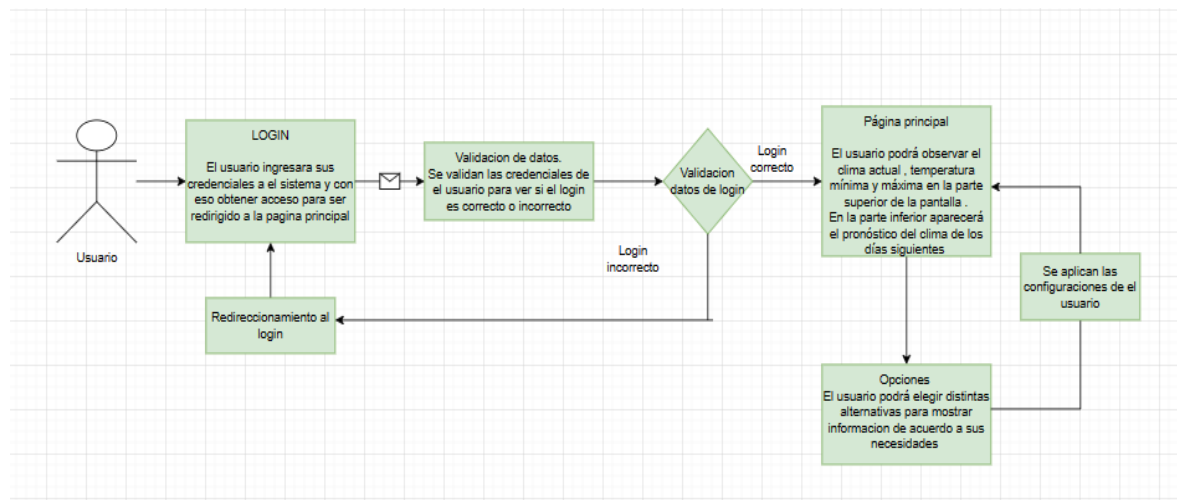 Usuario
LOGIN
El usuario ingresara sus
credenciales a el sistema y con
eso obtener acceso para ser
redirigido a la pagina principal
Validacion de datos.
Se validan las credenciales de
el usuario para ver si el login
es correcto o incorrecto
Validacion
datos de login
Login
correcto
Login
incorrecto
Redireccionamiento al
login
Página principal
El usuario podrá observar el
clima actual , temperatura
mínima y máxima en la parte
superior de la pantalla .
En la parte inferior aparecerá
el pronóstico del clima de los
días siguientes
Se aplican las
configuraciones de el
usuario
Opciones
El usuario podrá elegir distintas
alternativas para mostrar
informacion de acuerdo a sus
necesidades